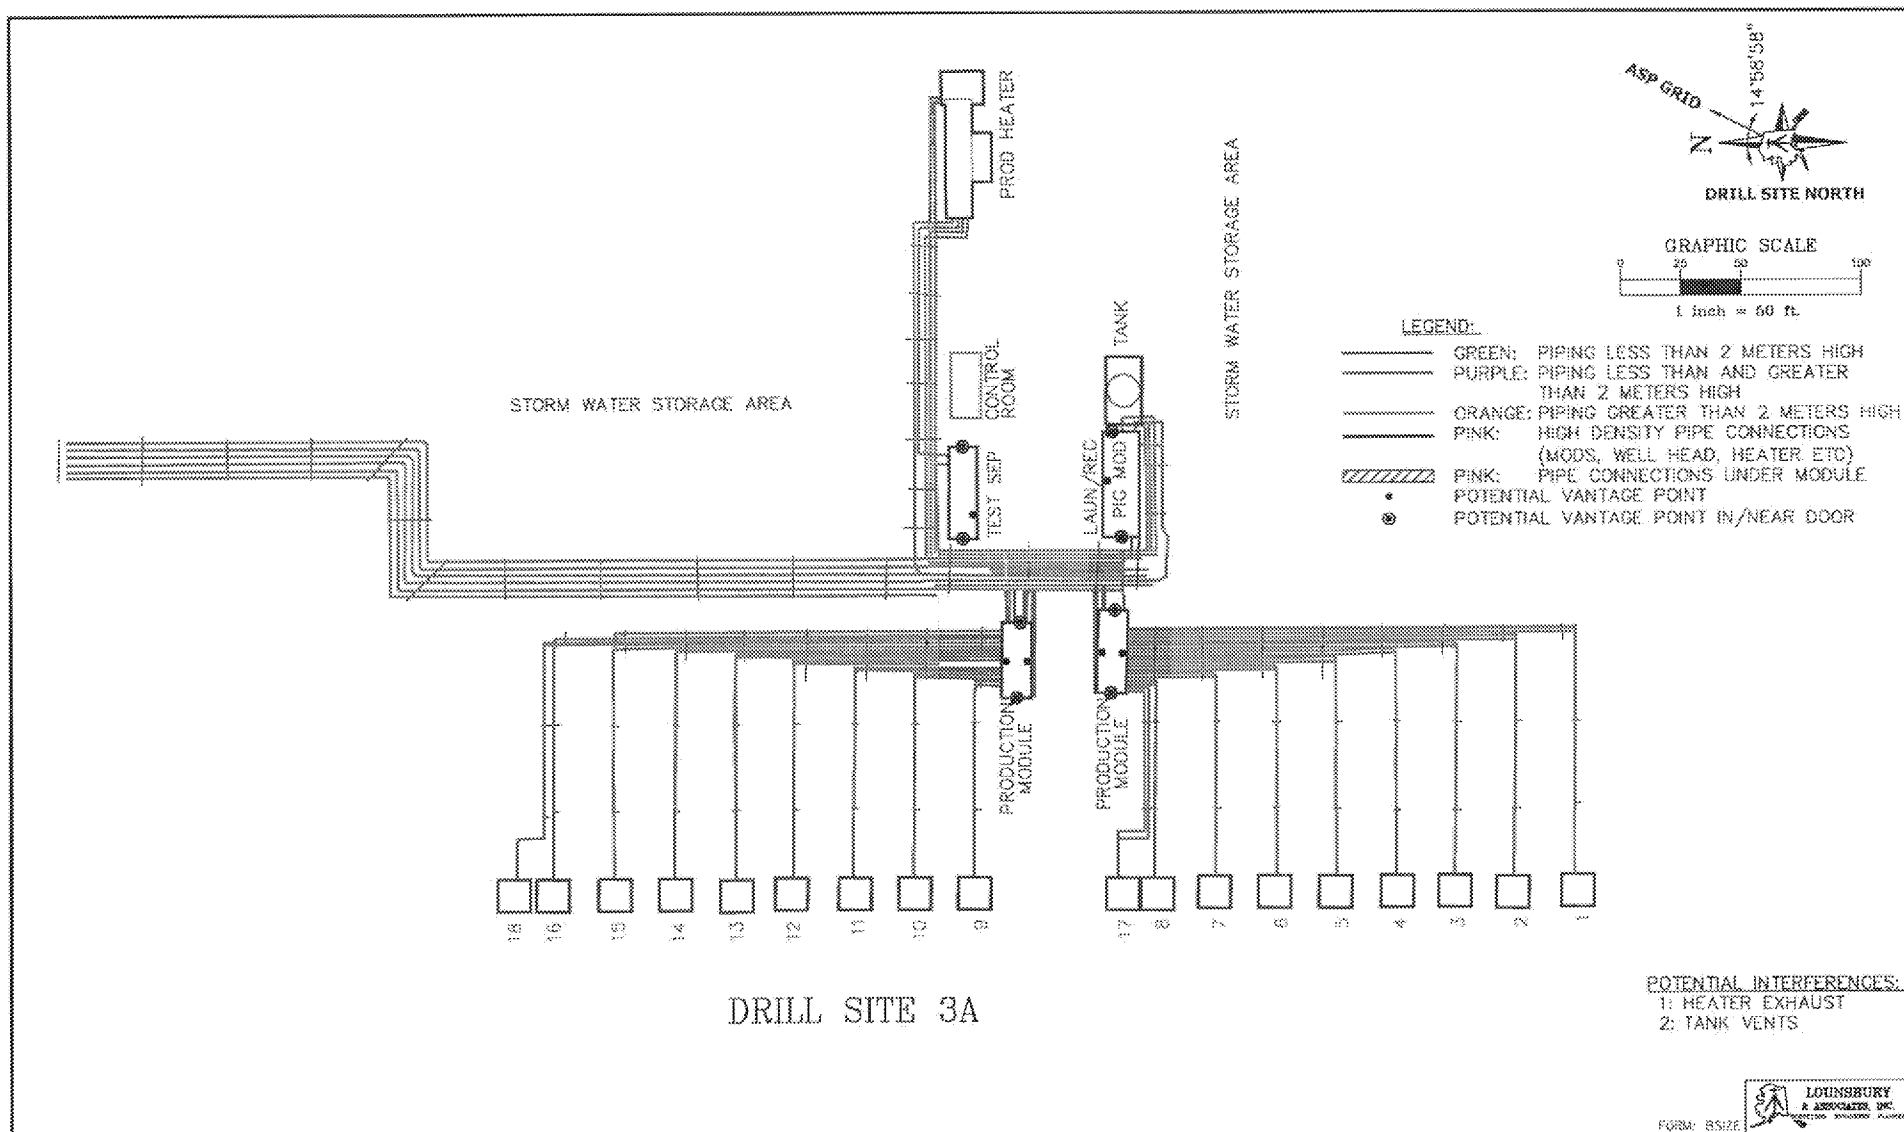 ASP GRID
14°58'58"
N
DRILL SITE NORTH
GRAPHIC SCALE
0 25 50 100
1 inch = 50 ft.
PROD HEATER
STORM WATER STORAGE AREA
STORM WATER STORAGE AREA
CONTROL
ROOM
TANK
TEST SEP
LAUN/REC
PIG MOD
LEGEND:
GREEN: PIPING LESS THAN 2 METERS HIGH
PURPLE: PIPING LESS THAN AND GREATER
THAN 2 METERS HIGH
ORANGE: PIPING GREATER THAN 2 METERS HIGH
PINK: HIGH DENSITY PIPE CONNECTIONS
(MODS, WELL HEAD, HEATER ETC)
PINK: PIPE CONNECTIONS UNDER MODULE
POTENTIAL VANTAGE POINT
POTENTIAL VANTAGE POINT IN/NEAR DOOR
PRODUCTION
MODULE
PRODUCTION
MODULE
18 16 15 14 13 12 11 10 9 17 8 7 6 5 4 3 2 1
DRILL SITE 3A
POTENTIAL INTERFERENCES:
1: HEATER EXHAUST
2: TANK VENTS
LOUNSBURY
& ASSOCIATES, INC.
FORM: BSIZE